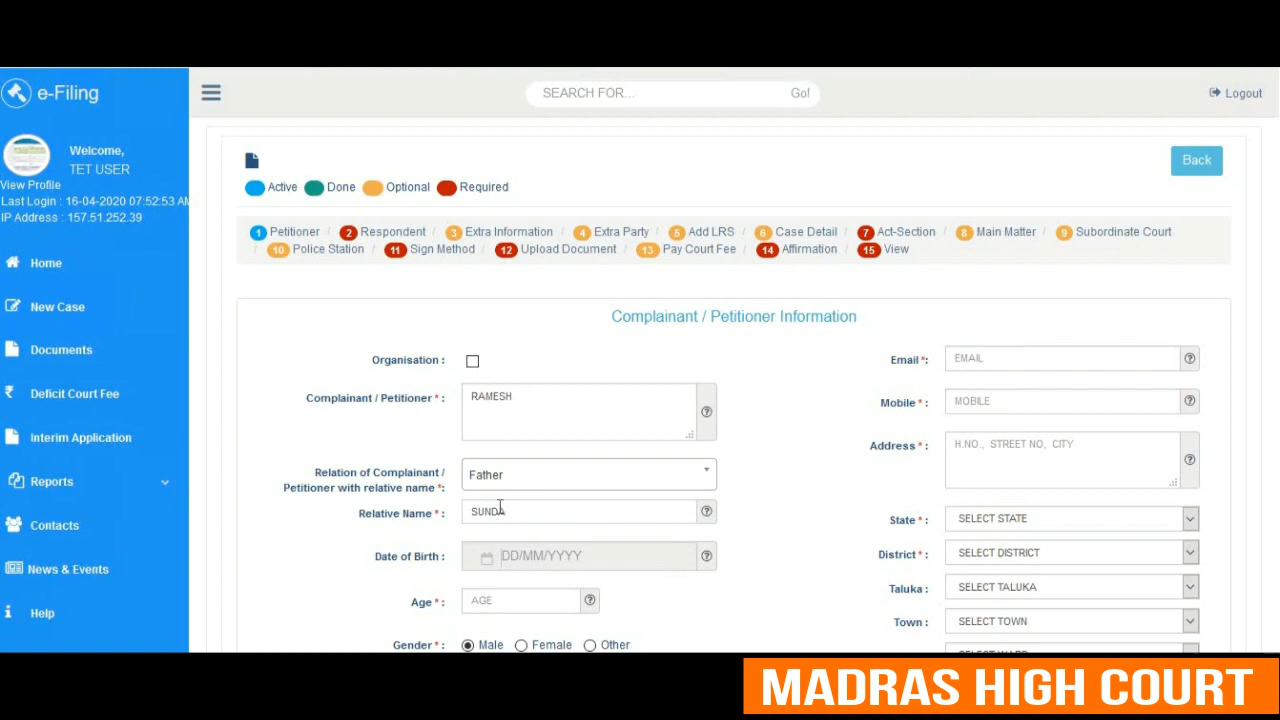 e-Filing
SEARCH FOR...
Go!
Logout
Welcome,
TET USER
View Profile
Last Login : 16-04-2020 07:52:53 AM
IP Address : 157.51.252.39
Home
New Case
Documents
Deficit Court Fee
Interim Application
Reports
Contacts
News & Events
Help
Back
Active Done Optional Required
1 Petitioner / 2 Respondent / 3 Extra Information / 4 Extra Party / 5 Add LRS / 6 Case Detail / 7 Act-Section / 8 Main Matter / 9 Subordinate Court
/ 10 Police Station / 11 Sign Method / 12 Upload Document / 13 Pay Court Fee / 14 Affirmation / 15 View
Complainant / Petitioner Information
Organisation :
Complainant / Petitioner * : RAMESH
Relation of Complainant /
Petitioner with relative name *: Father
Relative Name * : SUNDA
Date of Birth : DD/MM/YYYY
Age * : AGE
Gender * : Male Female Other
Email *: EMAIL
Mobile * : MOBILE
Address * : H.NO., STREET NO, CITY
State * : SELECT STATE
District * : SELECT DISTRICT
Taluka : SELECT TALUKA
Town : SELECT TOWN
MADRAS HIGH COURT